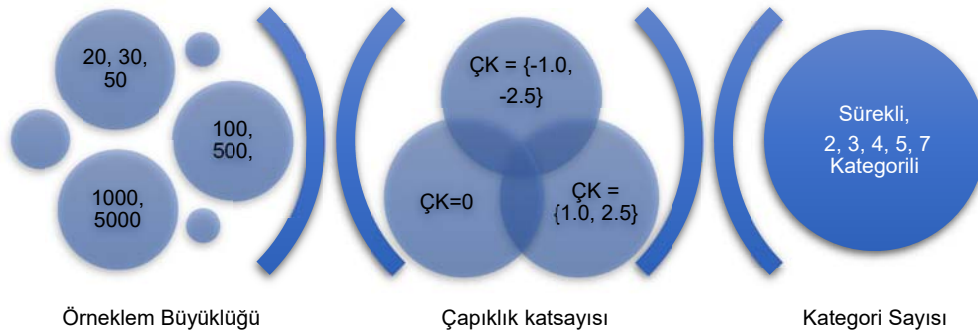 20, 30,
50
100,
500,
1000,
5000
ÇK = {-1.0,
-2.5}
ÇK=0
ÇK =
{1.0, 2.5}
Sürekli,
2, 3, 4, 5, 7
Kategorili
Örneklem Büyüklüğü
Çapıklık katsayısı
Kategori Sayısı